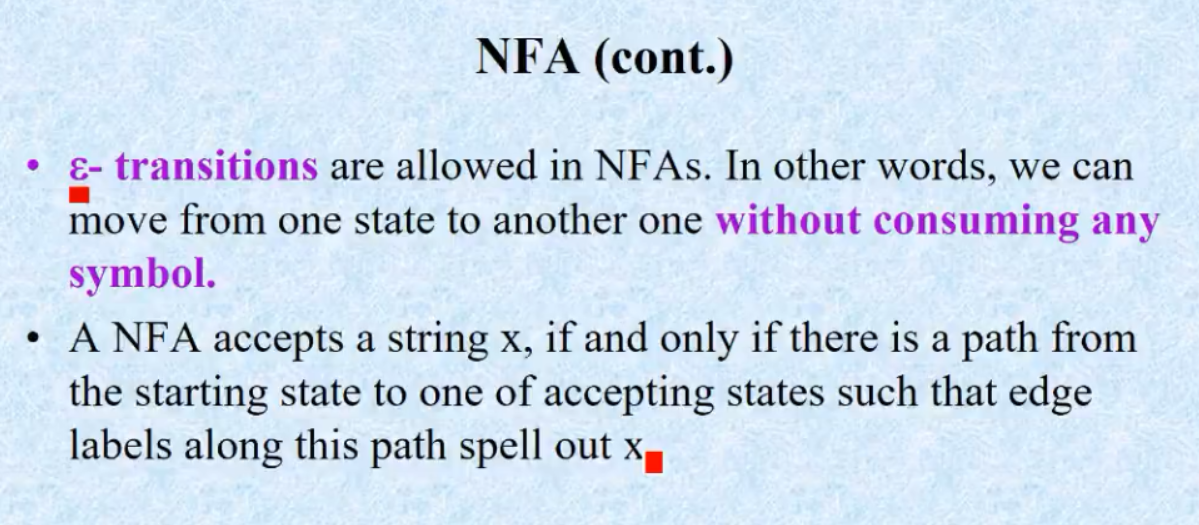 NFA (cont.)
• ε- transitions are allowed in NFAs. In other words, we can
move from one state to another one without consuming any
symbol.
• A NFA accepts a string x, if and only if there is a path from
the starting state to one of accepting states such that edge
labels along this path spell out x